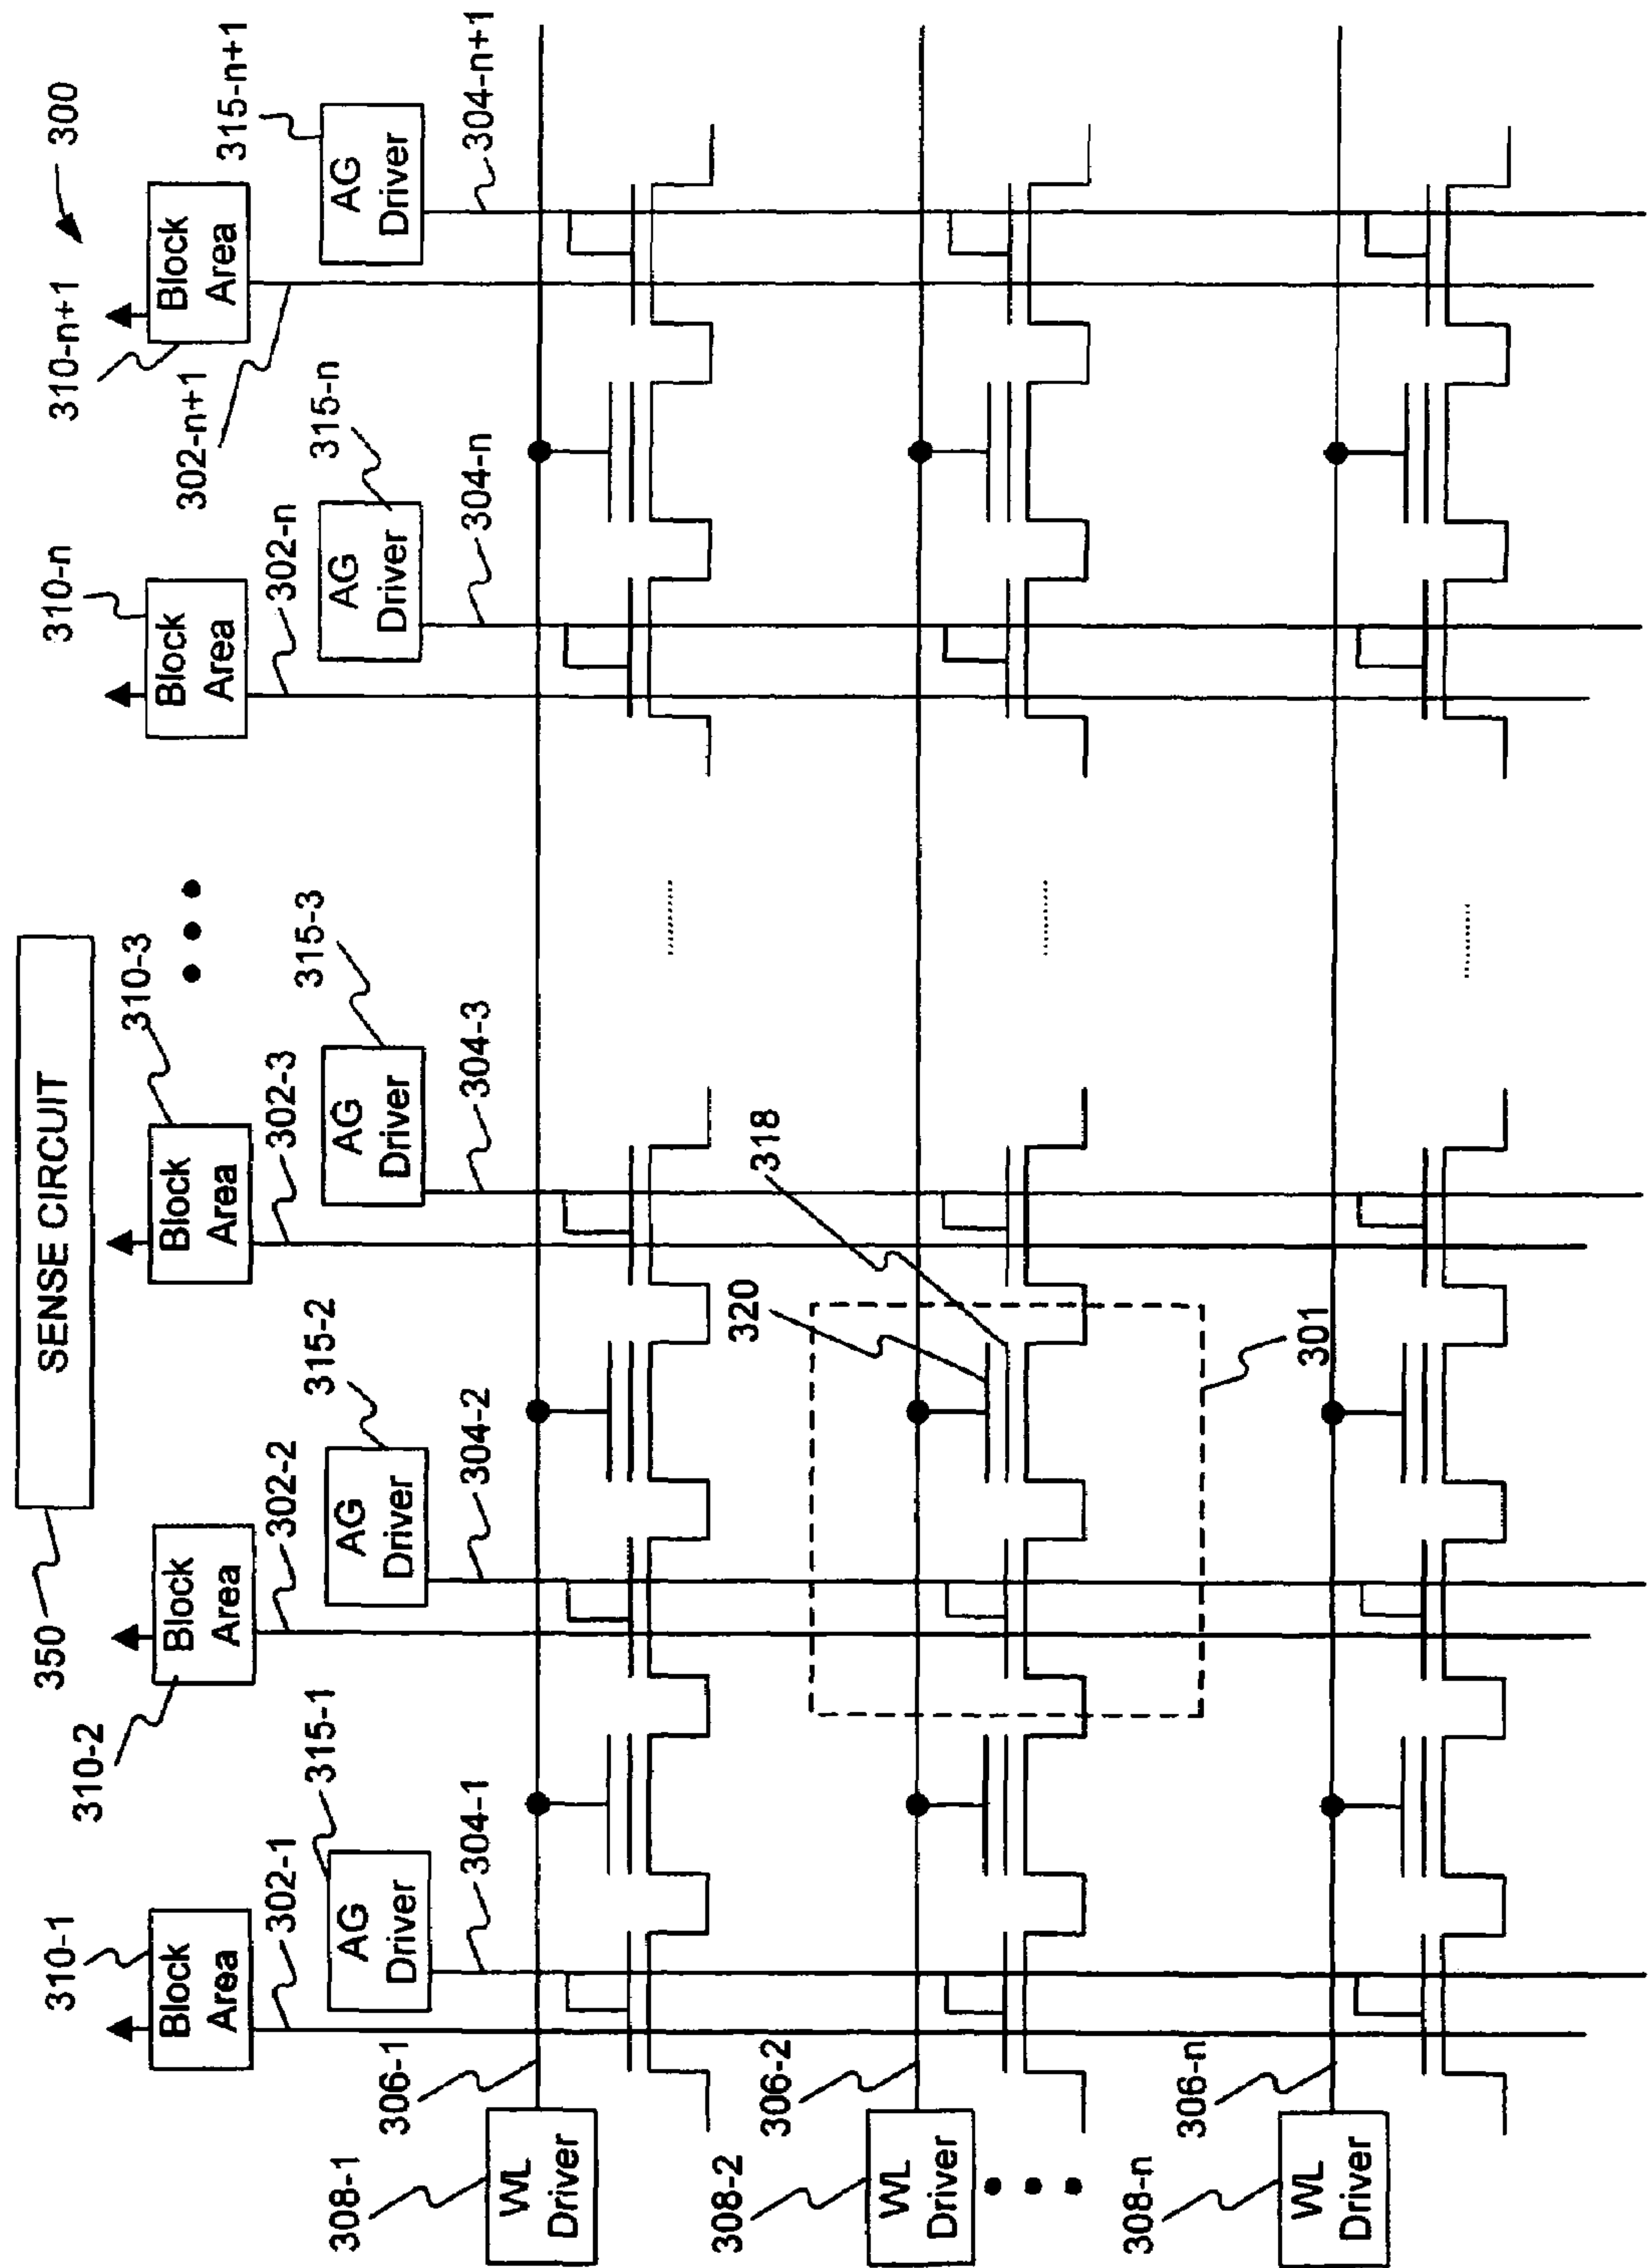 300
SENSE CIRCUIT
350
310-1
Block
Area
310-2
Block
Area
310-3
Block
Area
310-n
Block
Area
310-n+1
Block
Area
302-1
302-2
302-3
302-n
302-n+1
315-1
AG
Driver
315-2
AG
Driver
315-3
AG
Driver
315-n
AG
Driver
315-n+1
AG
Driver
304-1
304-2
304-3
304-n
304-n+1
308-1
WL
Driver
306-1
308-2
WL
Driver
306-2
320
318
301
308-n
WL
Driver
306-n